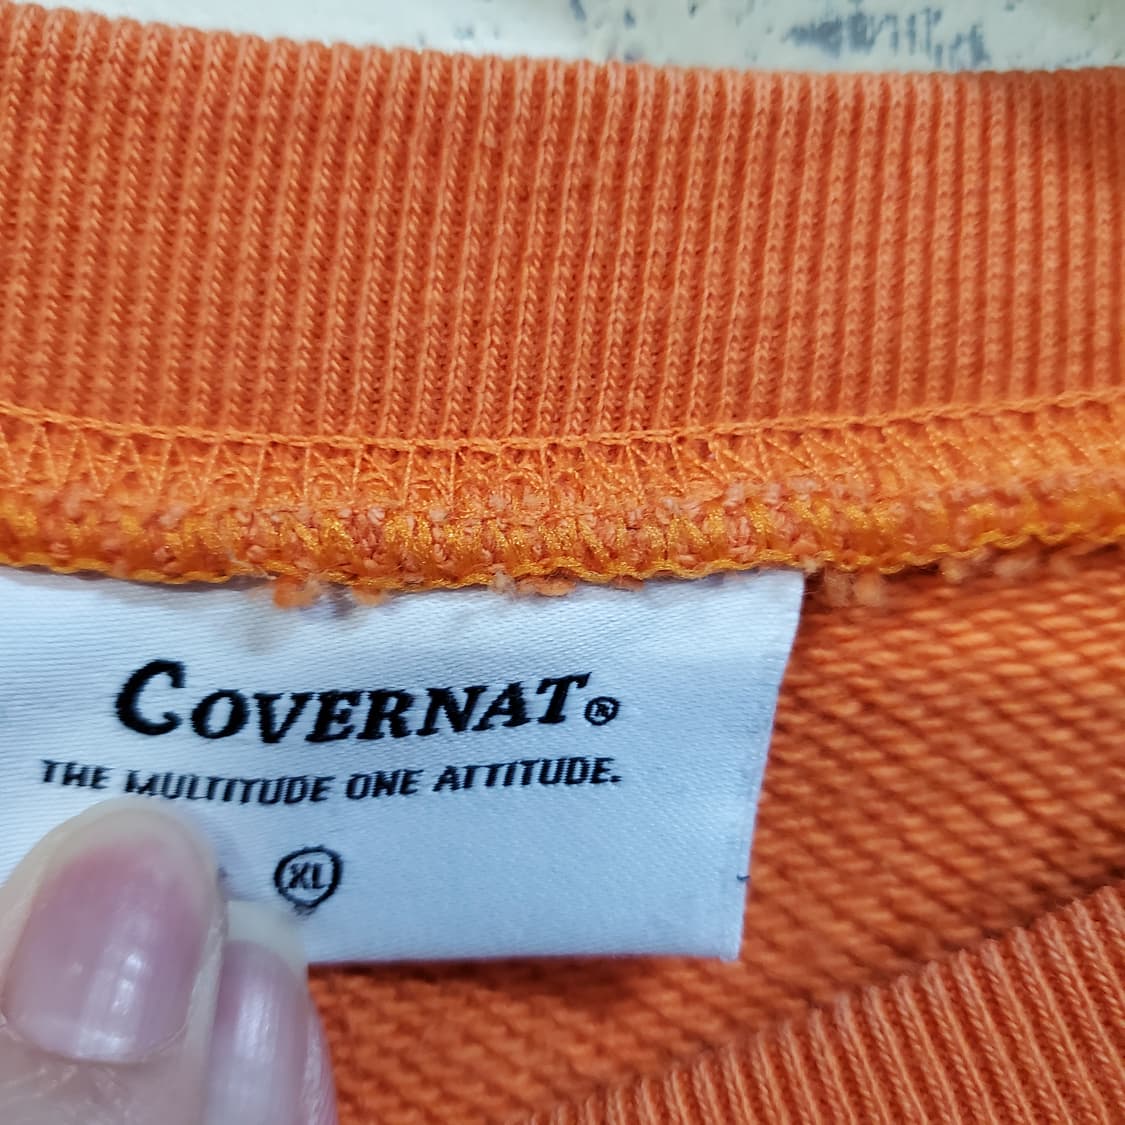 COVERNAT®
THE MULTITUDE ONE ATTITUDE.
XL